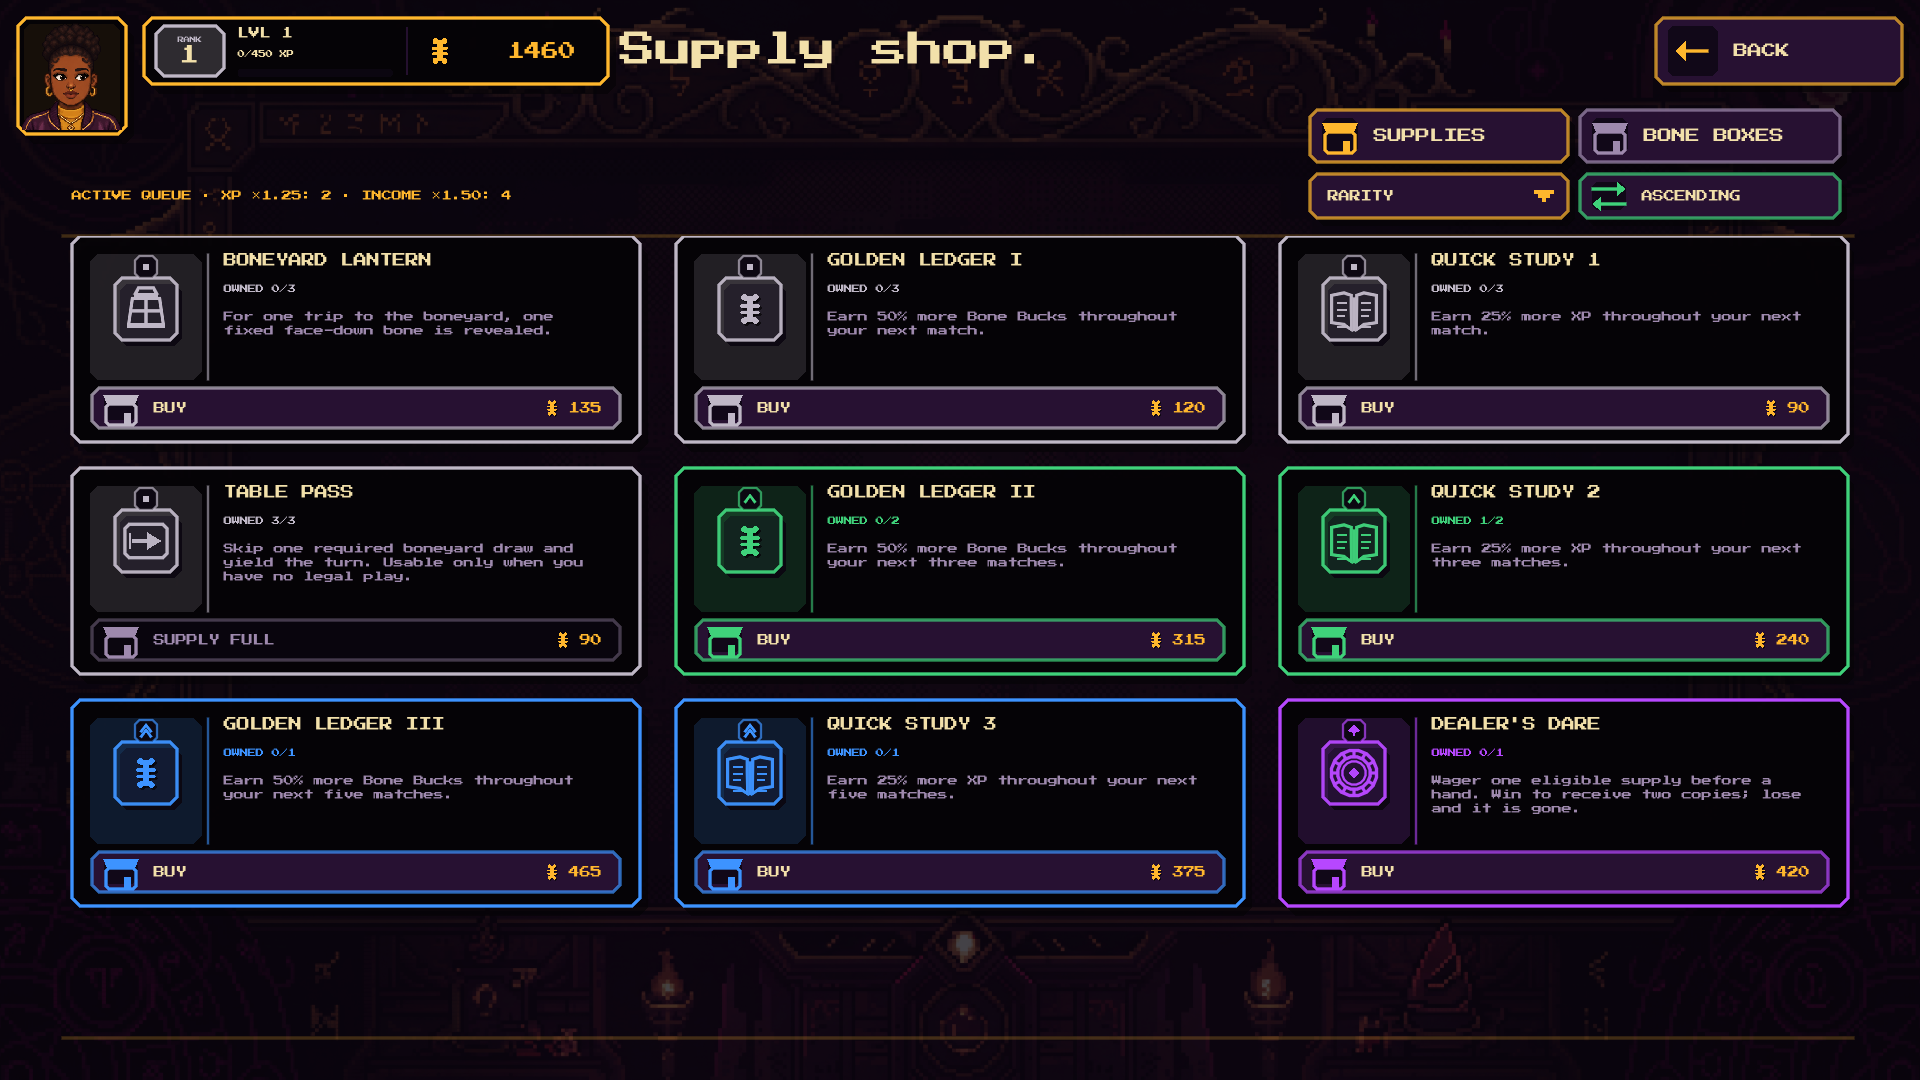 RANK
1
LVL 1
0/450 XP
1460
Supply shop.
BACK
SUPPLIES
BONE BOXES
ACTIVE QUEUE · XP ×1.25: 2 · INCOME ×1.50: 4
RARITY
ASCENDING
BONEYARD LANTERN
OWNED 0/3
For one trip to the boneyard, one
fixed face-down bone is revealed.
BUY
135
GOLDEN LEDGER I
OWNED 0/3
Earn 50% more Bone Bucks throughout
your next match.
BUY
120
QUICK STUDY 1
OWNED 0/3
Earn 25% more XP throughout your next
match.
BUY
90
TABLE PASS
OWNED 3/3
Skip one required boneyard draw and
yield the turn. Usable only when you
have no legal play.
SUPPLY FULL
90
GOLDEN LEDGER II
OWNED 0/2
Earn 50% more Bone Bucks throughout
your next three matches.
BUY
315
QUICK STUDY 2
OWNED 1/2
Earn 25% more XP throughout your next
three matches.
BUY
240
GOLDEN LEDGER III
OWNED 0/1
Earn 50% more Bone Bucks throughout
your next five matches.
BUY
465
QUICK STUDY 3
OWNED 0/1
Earn 25% more XP throughout your next
five matches.
BUY
375
DEALER'S DARE
OWNED 0/1
Wager one eligible supply before a
hand. Win to receive two copies; lose
and it is gone.
BUY
420